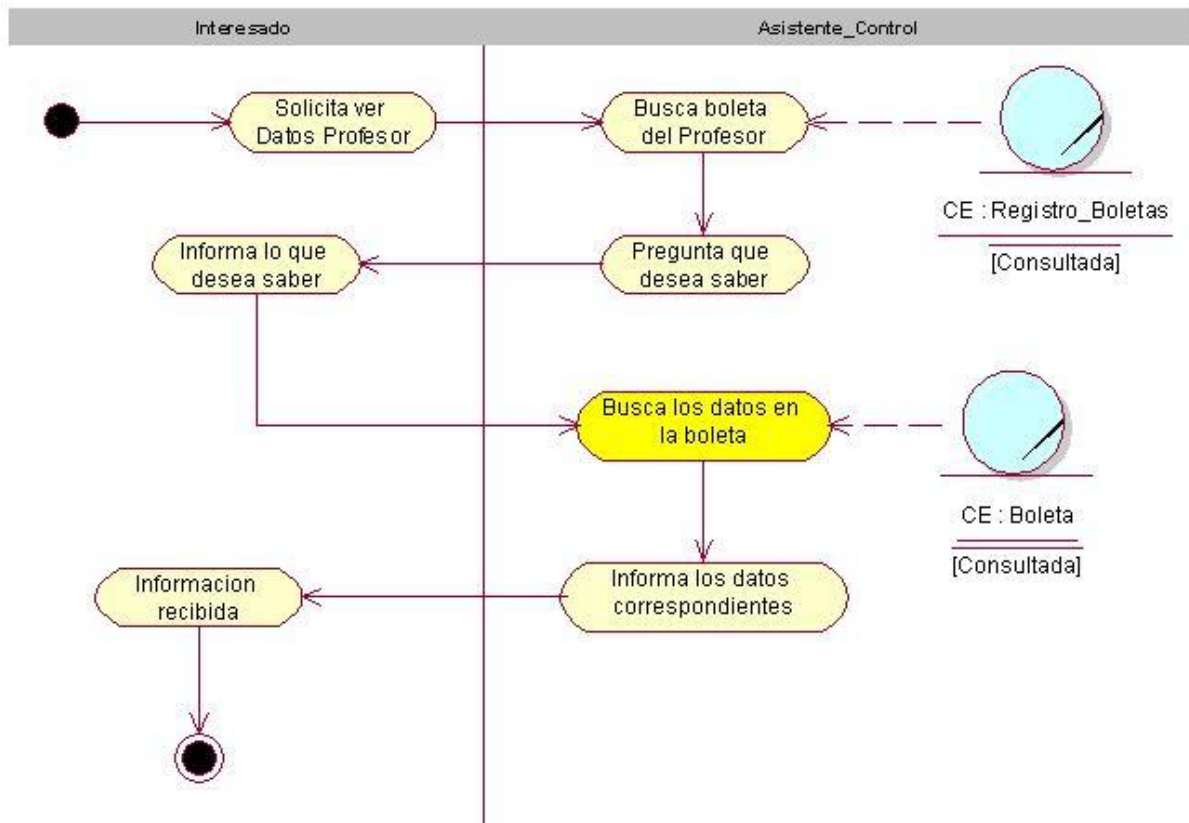 Interesado
Asistente_Control
Solicita ver
Datos Profesor
Busca boleta
del Profesor
CE : Registro_Boletas
[Consultada]
Informa lo que
desea saber
Pregunta que
desea saber
Busca los datos en
la boleta
CE : Boleta
[Consultada]
Informacion
recibida
Informa los datos
correspondientes